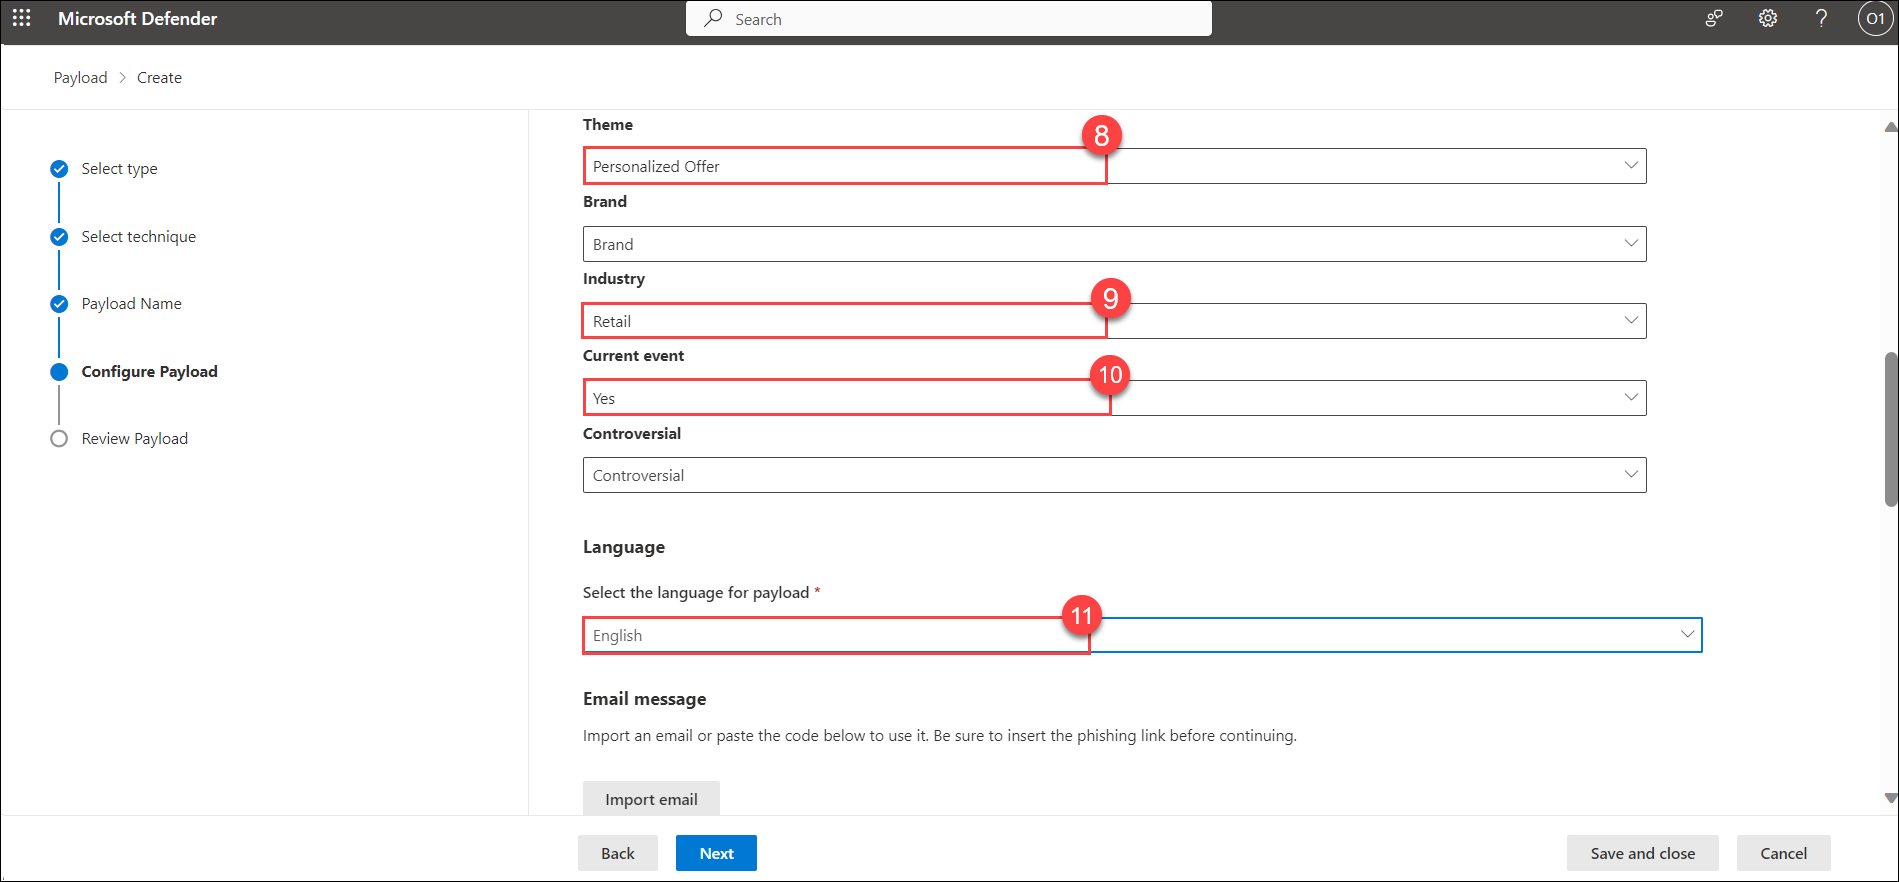 Microsoft Defender
Search
O1
Payload > Create
Select type
Select technique
Payload Name
Configure Payload
Review Payload
Theme
8
Personalized Offer
Brand
Brand
Industry
9
Retail
Current event
10
Yes
Controversial
Controversial
Language
Select the language for payload *
11
English
Email message
Import an email or paste the code below to use it. Be sure to insert the phishing link before continuing.
Import email
Back
Next
Save and close
Cancel